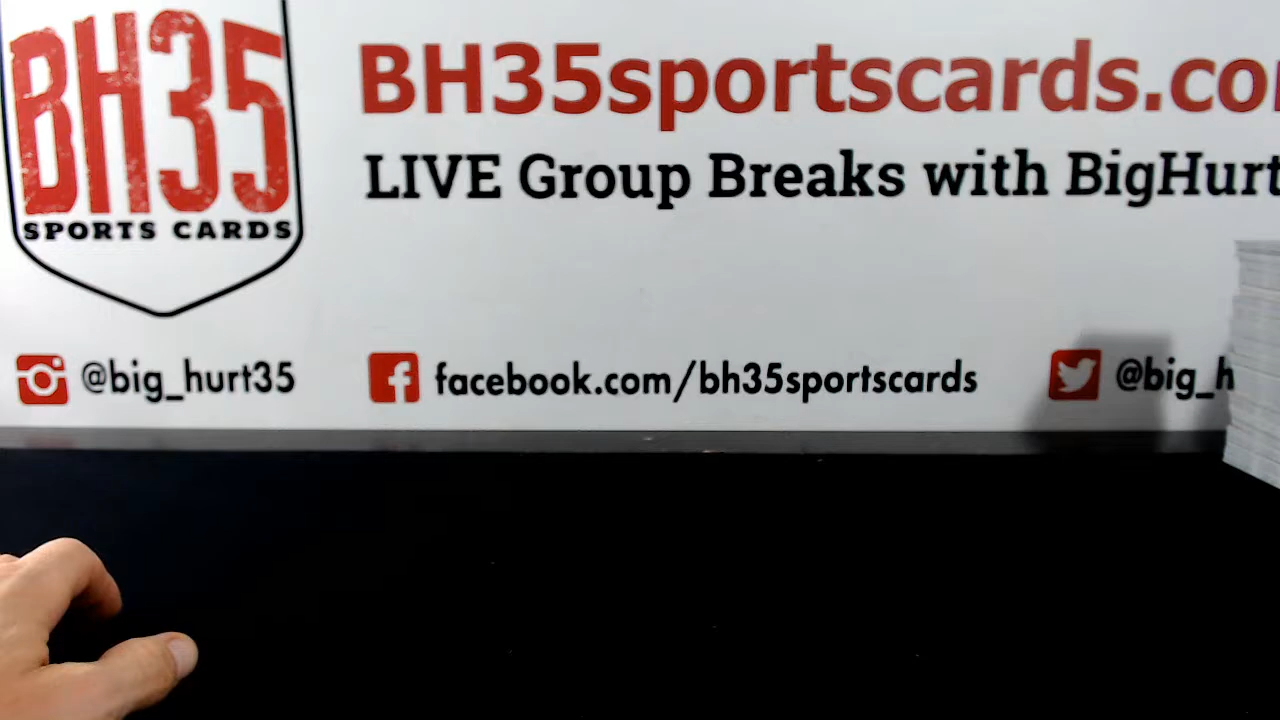 BH35
SPORTS CARDS
BH35sportscards.co
LIVE Group Breaks with BigHurt
@big_hurt35
facebook.com/bh35sportscards
@big_h